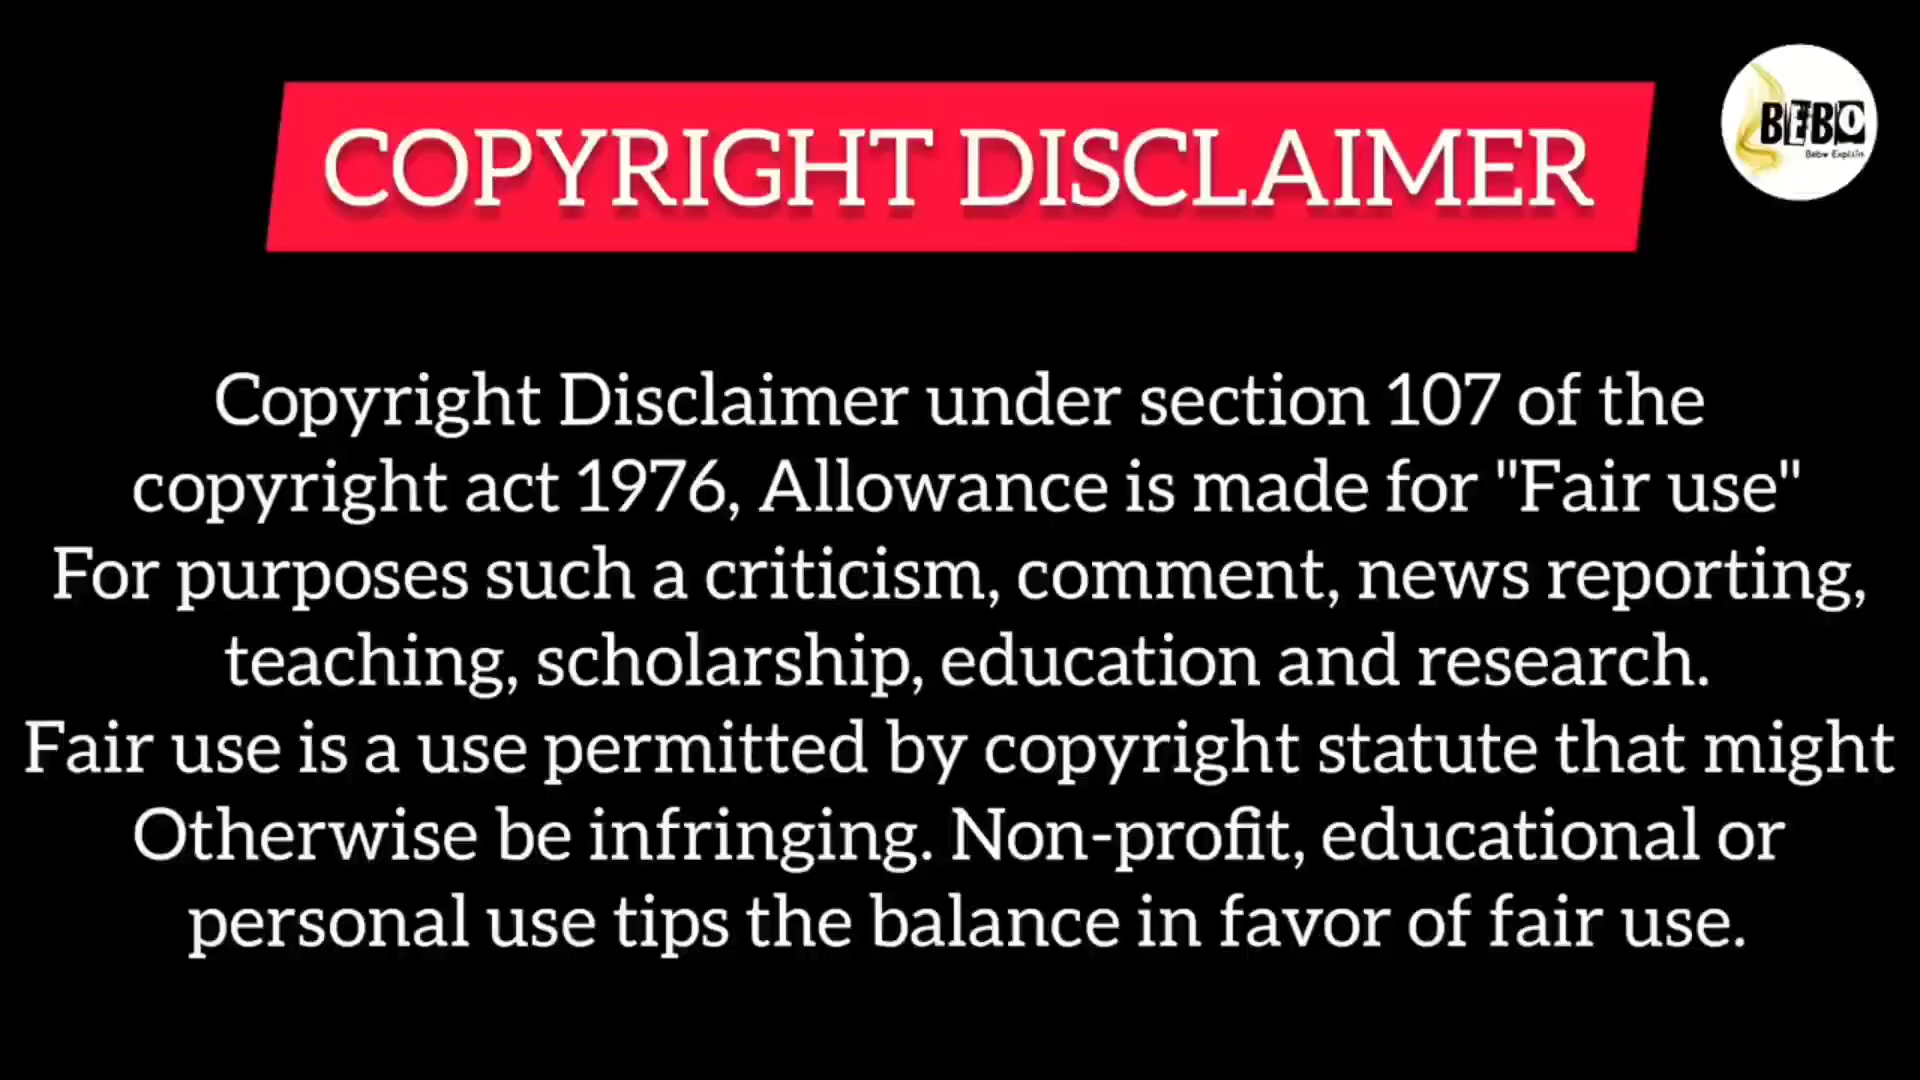 COPYRIGHT DISCLAIMER
BEBO
Bebo Explain
Copyright Disclaimer under section 107 of the
copyright act 1976, Allowance is made for "Fair use"
For purposes such a criticism, comment, news reporting,
teaching, scholarship, education and research.
Fair use is a use permitted by copyright statute that might
Otherwise be infringing. Non-profit, educational or
personal use tips the balance in favor of fair use.